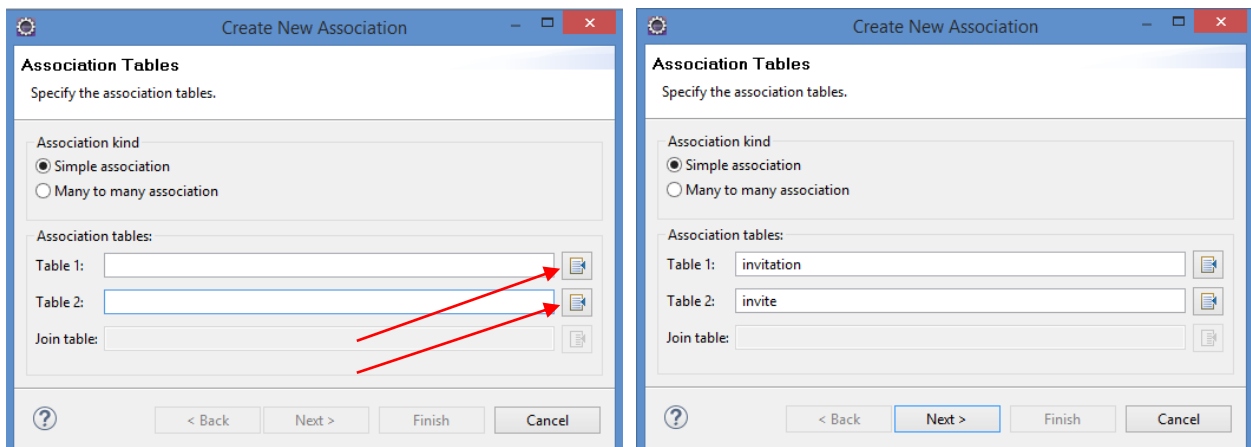 Create New Association
Association Tables
Specify the association tables.
Association kind
Simple association
Many to many association
Association tables:
Table 1:
Table 2:
Join table:
?
< Back Next > Finish Cancel
Create New Association
Association Tables
Specify the association tables.
Association kind
Simple association
Many to many association
Association tables:
Table 1: invitation
Table 2: invite
Join table:
?
< Back Next > Finish Cancel